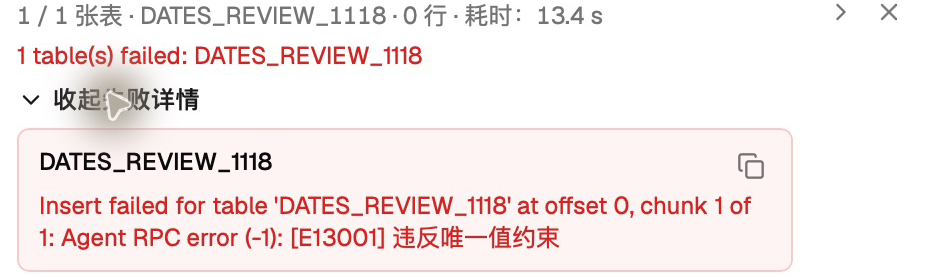 1 / 1 张表 · DATES_REVIEW_1118 · 0 行 · 耗时：13.4 s
1 table(s) failed: DATES_REVIEW_1118
收起失败详情
DATES_REVIEW_1118
Insert failed for table 'DATES_REVIEW_1118' at offset 0, chunk 1 of
1: Agent RPC error (-1): [E13001] 违反唯一值约束